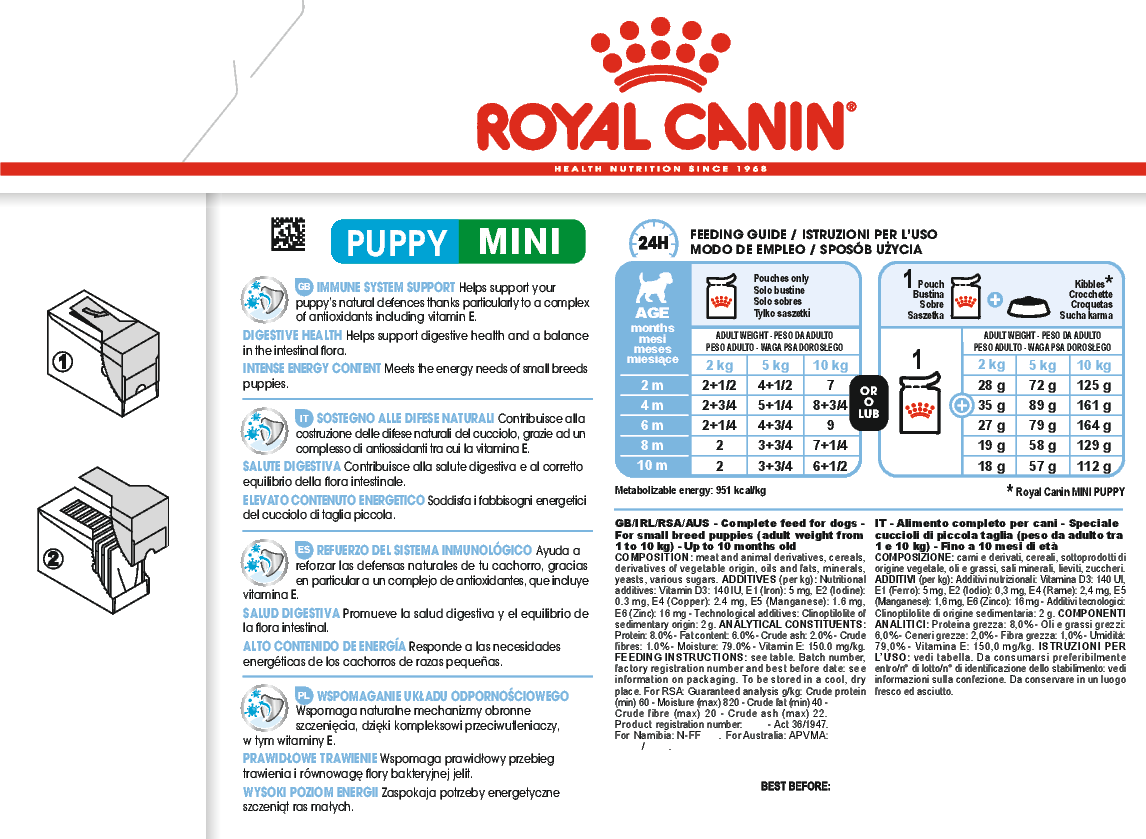 ROYAL CANIN®
HEALTH NUTRITION SINCE 1968
1
2
PUPPY MINI
GB IMMUNE SYSTEM SUPPORT Helps support your
puppy's natural defences thanks particularly to a complex
of antioxidants including vitamin E.
DIGESTIVE HEALTH Helps support digestive health and a balance
in the intestinal flora.
INTENSE ENERGY CONTENT Meets the energy needs of small breeds
puppies.
IT SOSTEGNO ALLE DIFESE NATURALI Contribuisce alla
costruzione delle difese naturali del cucciolo, grazie ad un
complesso di antiossidanti tra cui la vitamina E.
SALUTE DIGESTIVA Contribuisce alla salute digestiva e al corretto
equilibrio della flora intestinale.
ELEVATO CONTENUTO ENERGETICO Soddisfa i fabbisogni energetici
del cucciolo di taglia piccola.
ES REFUERZO DEL SISTEMA INMUNOLÓGICO Ayuda a
reforzar las defensas naturales de tu cachorro, gracias
en particular a un complejo de antioxidantes, que incluye
vitamina E.
SALUD DIGESTIVA Promueve la salud digestiva y el equilibrio de
la flora intestinal.
ALTO CONTENIDO DE ENERGÍA Responde a las necesidades
energéticas de los cachorros de razas pequeñas.
PL WSPOMAGANIE UKŁADU ODPORNOŚCIOWEGO
Wspomaga naturalne mechanizmy obronne
szczenięcia, dzięki kompleksowi przeciwutleniaczy,
w tym witaminy E.
PRAWIDŁOWE TRAWIENIE Wspomaga prawidłowy przebieg
trawienia i równowagę flory bakteryjnej jelit.
WYSOKI POZIOM ENERGII Zaspokaja potrzeby energetyczne
szczeniąt ras małych.
24H
FEEDING GUIDE / ISTRUZIONI PER L'USO
MODO DE EMPLEO / SPOSÓB UŻYCIA
AGE
months
mesi
meses
miesiące
Pouches only
Solo bustine
Solo sobres
Tylko saszetki
ADULT WEIGHT - PESO DA ADULTO
PESO ADULTO - WAGA PSA DOROSŁEGO
2 kg 5 kg 10 kg
2 m 2+1/2 4+1/2 7
4 m 2+3/4 5+1/4 8+3/4
6 m 2+1/4 4+3/4 9
8 m 2 3+3/4 7+1/4
10 m 2 3+3/4 6+1/2
OR
O
LUB
1 Pouch
Bustina
Sobre
Saszetka
+
Kibbles*
Crocchette
Croquetas
Sucha karma
1
+
ADULT WEIGHT - PESO DA ADULTO
PESO ADULTO - WAGA PSA DOROSŁEGO
2 kg 5 kg 10 kg
28 g 72 g 125 g
35 g 89 g 161 g
27 g 79 g 164 g
19 g 58 g 129 g
18 g 57 g 112 g
Metabolizable energy: 951 kcal/kg
* Royal Canin MINI PUPPY
GB/IRL/RSA/AUS - Complete feed for dogs -
For small breed puppies (adult weight from
1 to 10 kg) - Up to 10 months old
COMPOSITION: meat and animal derivatives, cereals,
derivatives of vegetable origin, oils and fats, minerals,
yeasts, various sugars. ADDITIVES (per kg): Nutritional
additives: Vitamin D3: 140 IU, E1 (Iron): 5 mg, E2 (Iodine):
0.3 mg, E4 (Copper): 2.4 mg, E5 (Manganese): 1.6 mg,
E6 (Zinc): 16 mg - Technological additives: Clinoptilolite of
sedimentary origin: 2 g. ANALYTICAL CONSTITUENTS:
Protein: 8.0% - Fat content: 6.0% - Crude ash: 2.0% - Crude
fibres: 1.0% - Moisture: 79.0% - Vitamin E: 150.0 mg/kg.
FEEDING INSTRUCTIONS: see table. Batch number,
factory registration number and best before date: see
information on packaging. To be stored in a cool, dry
place. For RSA: Guaranteed analysis g/kg: Crude protein
(min) 60 - Moisture (max) 820 - Crude fat (min) 40 -
Crude fibre (max) 20 - Crude ash (max) 22.
Product registration number: - Act 36/1947.
For Namibia: N-FF . For Australia: APVMA:
/ .
IT - Alimento completo per cani - Speciale
cuccioli di piccola taglia (peso da adulto tra
1 e 10 kg) - Fino a 10 mesi di età
COMPOSIZIONE: carni e derivati, cereali, sottoprodotti di
origine vegetale, oli e grassi, sali minerali, lieviti, zuccheri.
ADDITIVI (per kg): Additivi nutrizionali: Vitamina D3: 140 UI,
E1 (Ferro): 5 mg, E2 (Iodio): 0,3 mg, E4 (Rame): 2,4 mg, E5
(Manganese): 1,6 mg, E6 (Zinco): 16 mg - Additivi tecnologici:
Clinoptilolite di origine sedimentaria: 2 g. COMPONENTI
ANALITICI: Proteina grezza: 8,0% - Oli e grassi grezzi:
6,0% - Ceneri grezze: 2,0% - Fibra grezza: 1,0% - Umidità:
79,0% - Vitamina E: 150,0 mg/kg. ISTRUZIONI PER
L'USO: vedi tabella. Da consumarsi preferibilmente
entro/n° di lotto/n° di identificazione dello stabilimento: vedi
informazioni sulla confezione. Da conservare in un luogo
fresco ed asciutto.
BEST BEFORE: